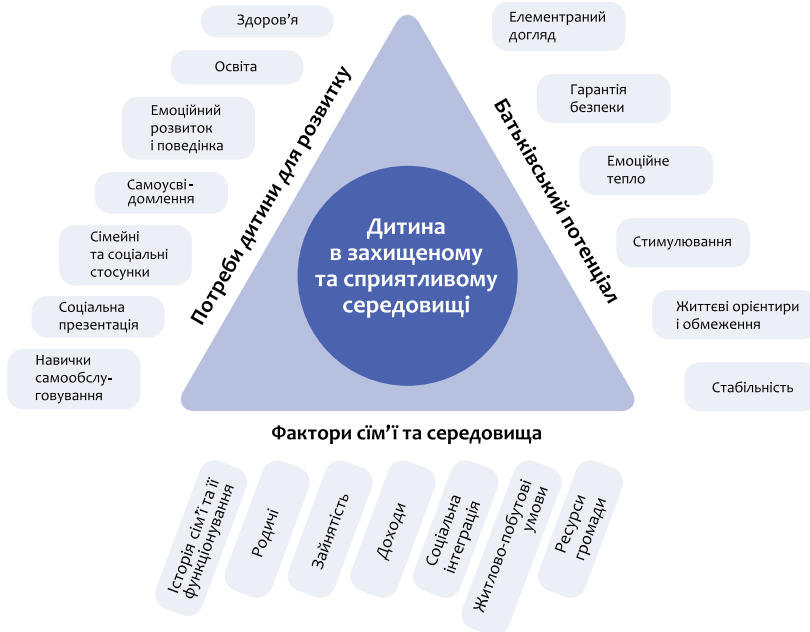 Здоров'я
Освіта
Емоційний
розвиток
і поведінка
Самоусві-
домлення
Сімейні
та соціальні
стосунки
Соціальна
презентація
Навички
самообслу-
говування
Потреби дитини для розвитку
Дитина
в захищеному
та сприятливому
середовищі
Батьківський потенціал
Елементраний
догляд
Гарантія
безпеки
Емоційне
тепло
Стимулювання
Життєві орієнтири
і обмеження
Стабільність
Фактори сїм'ї та середовища
Історія сім'ї та її
функціонування
Родичі
Зайнятість
Доходи
Соціальна
інтеграція
Житлово-побутові
умови
Ресурси
громади